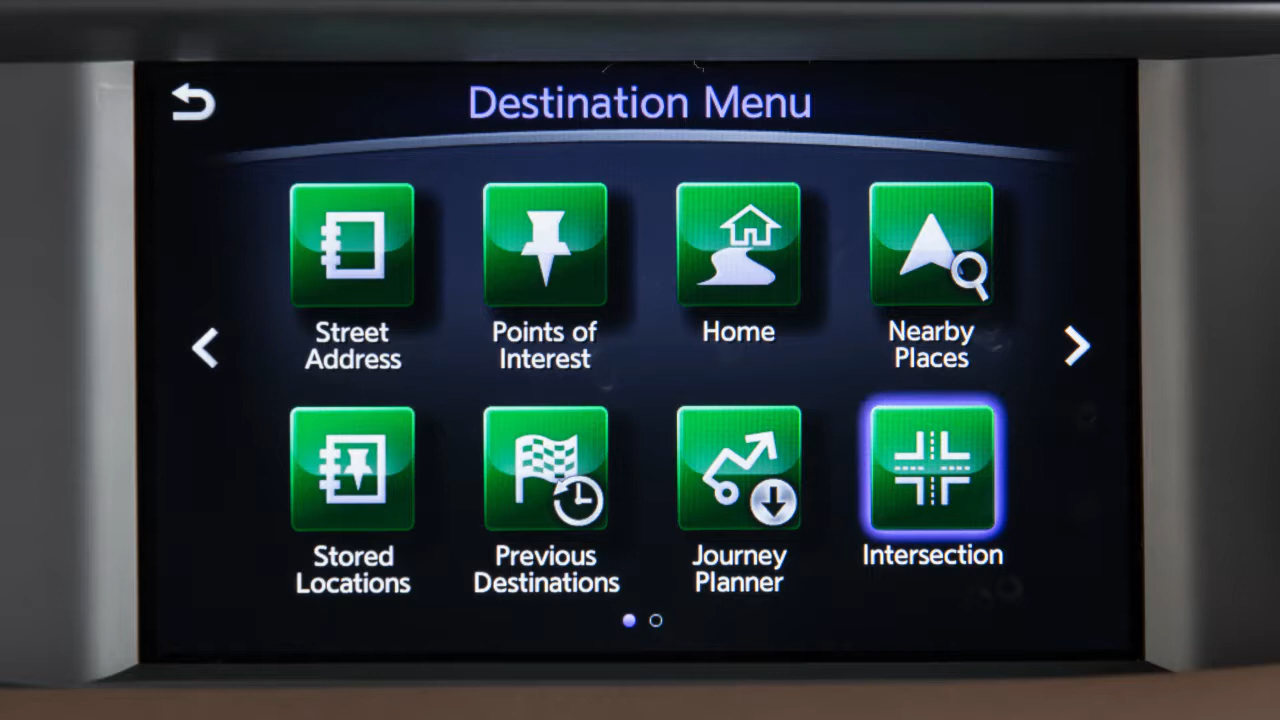 Destination Menu
Street
Address
Points of
Interest
Home
Nearby
Places
Stored
Locations
Previous
Destinations
Journey
Planner
Intersection